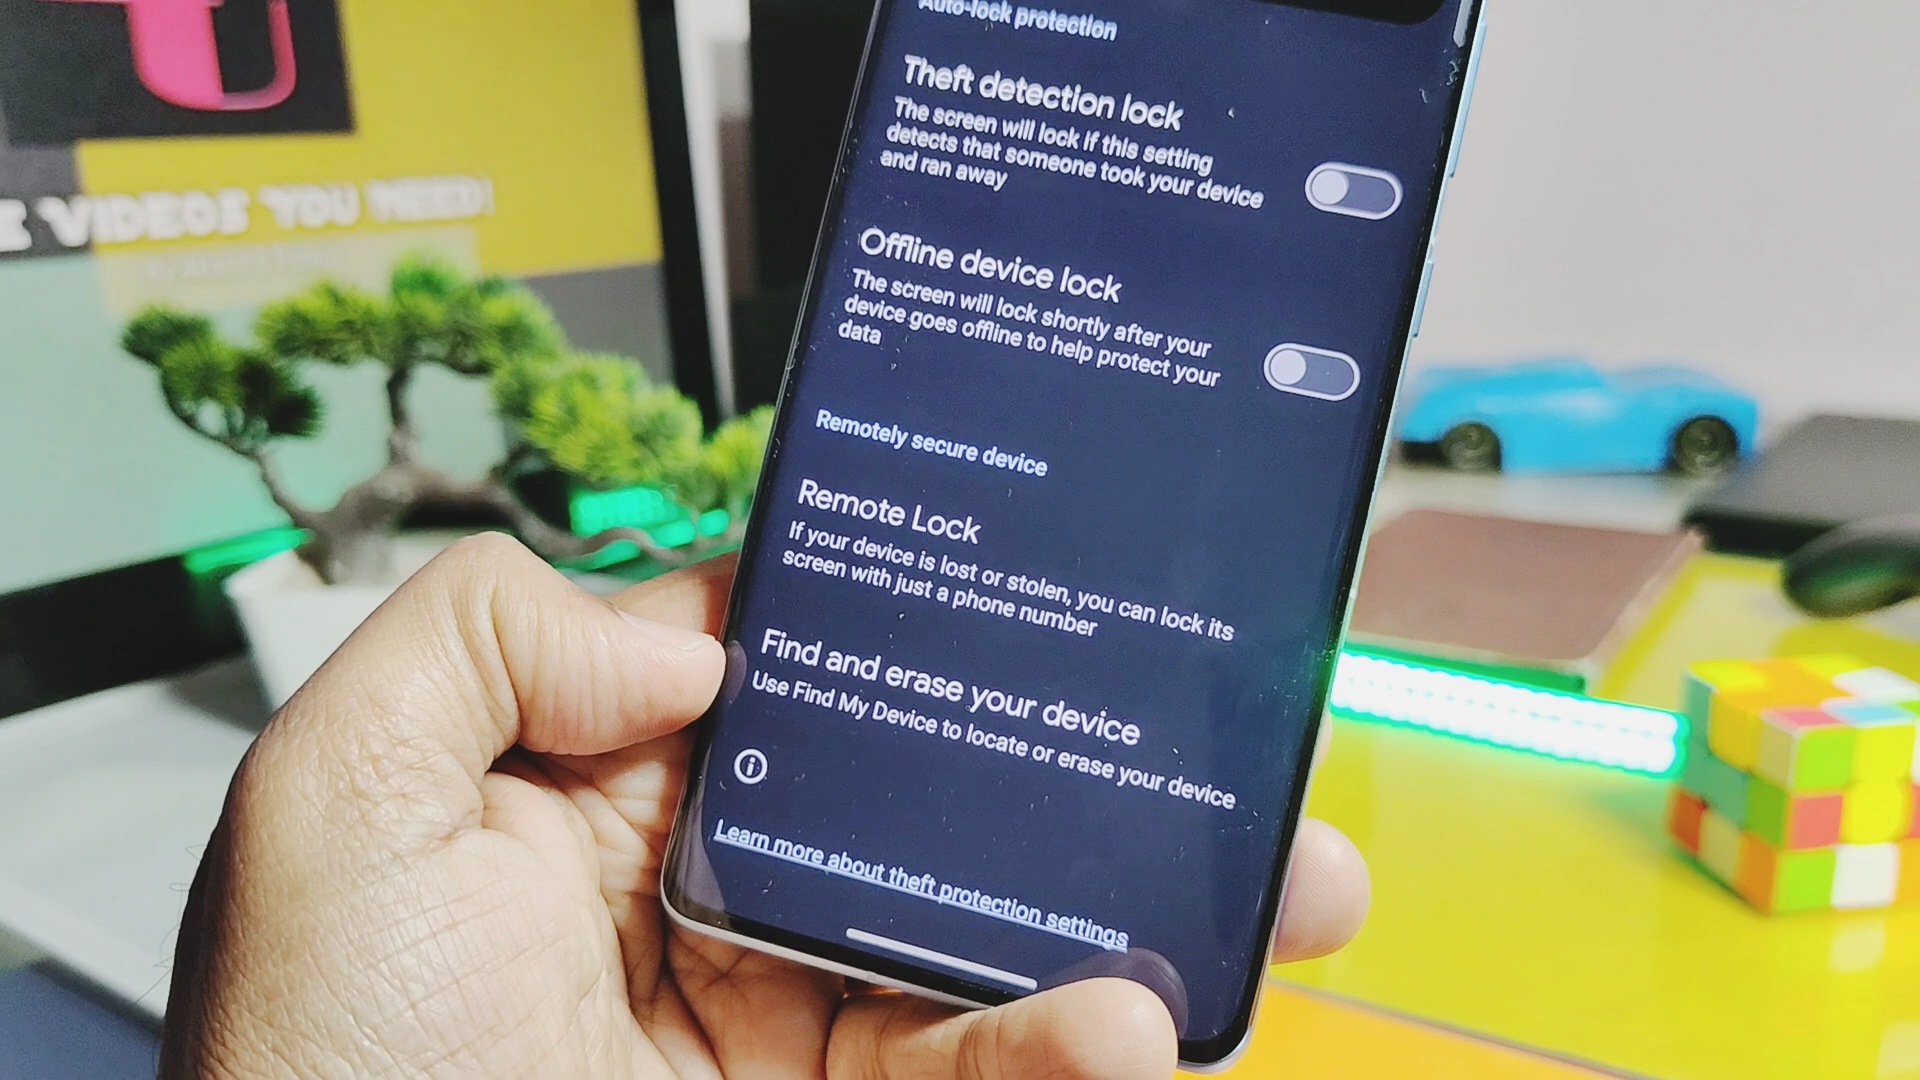 E VIDEOS YOU NEED!
Auto-lock protection
Theft detection lock
The screen will lock if this setting
detects that someone took your device
and ran away
Offline device lock
The screen will lock shortly after your
device goes offline to help protect your
data
Remotely secure device
Remote Lock
If your device is lost or stolen, you can lock its
screen with just a phone number
Find and erase your device
Use Find My Device to locate or erase your device
Learn more about theft protection settings